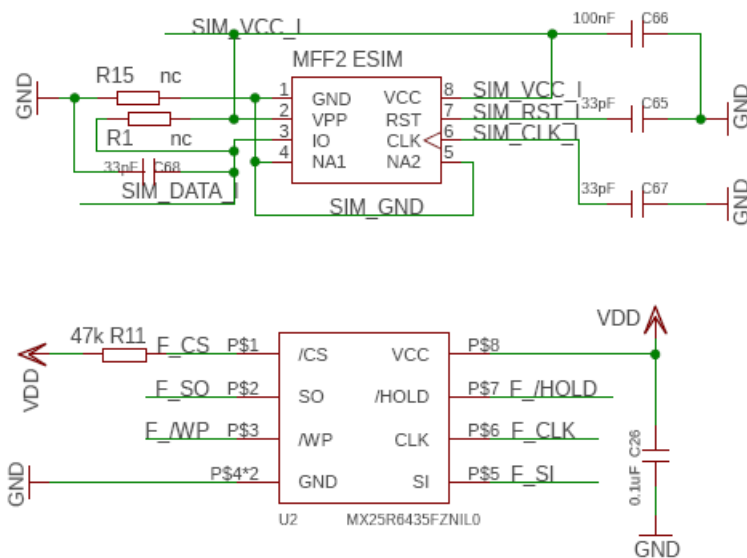 SIM_VCC_I
100nF C66
MFF2 ESIM
R15 nc
GND
1 GND VCC 8 SIM_VCC_I
2 VPP RST 7 SIM_RST_I 33pF C65
3 IO CLK 6 SIM_CLK_I
4 NA1 NA2 5
R1 nc
GND
33pF C68
SIM_DATA_I
SIM_GND
33pF C67
GND
VDD
47k R11 F_CS P$1 /CS VCC P$8
VDD
F_SO P$2 SO /HOLD P$7 F_/HOLD
F_/WP P$3 /WP CLK P$6 F_CLK
GND P$4*2 GND SI P$5 F_SI
0.1uF C26
U2 MX25R6435FZNIL0
GND